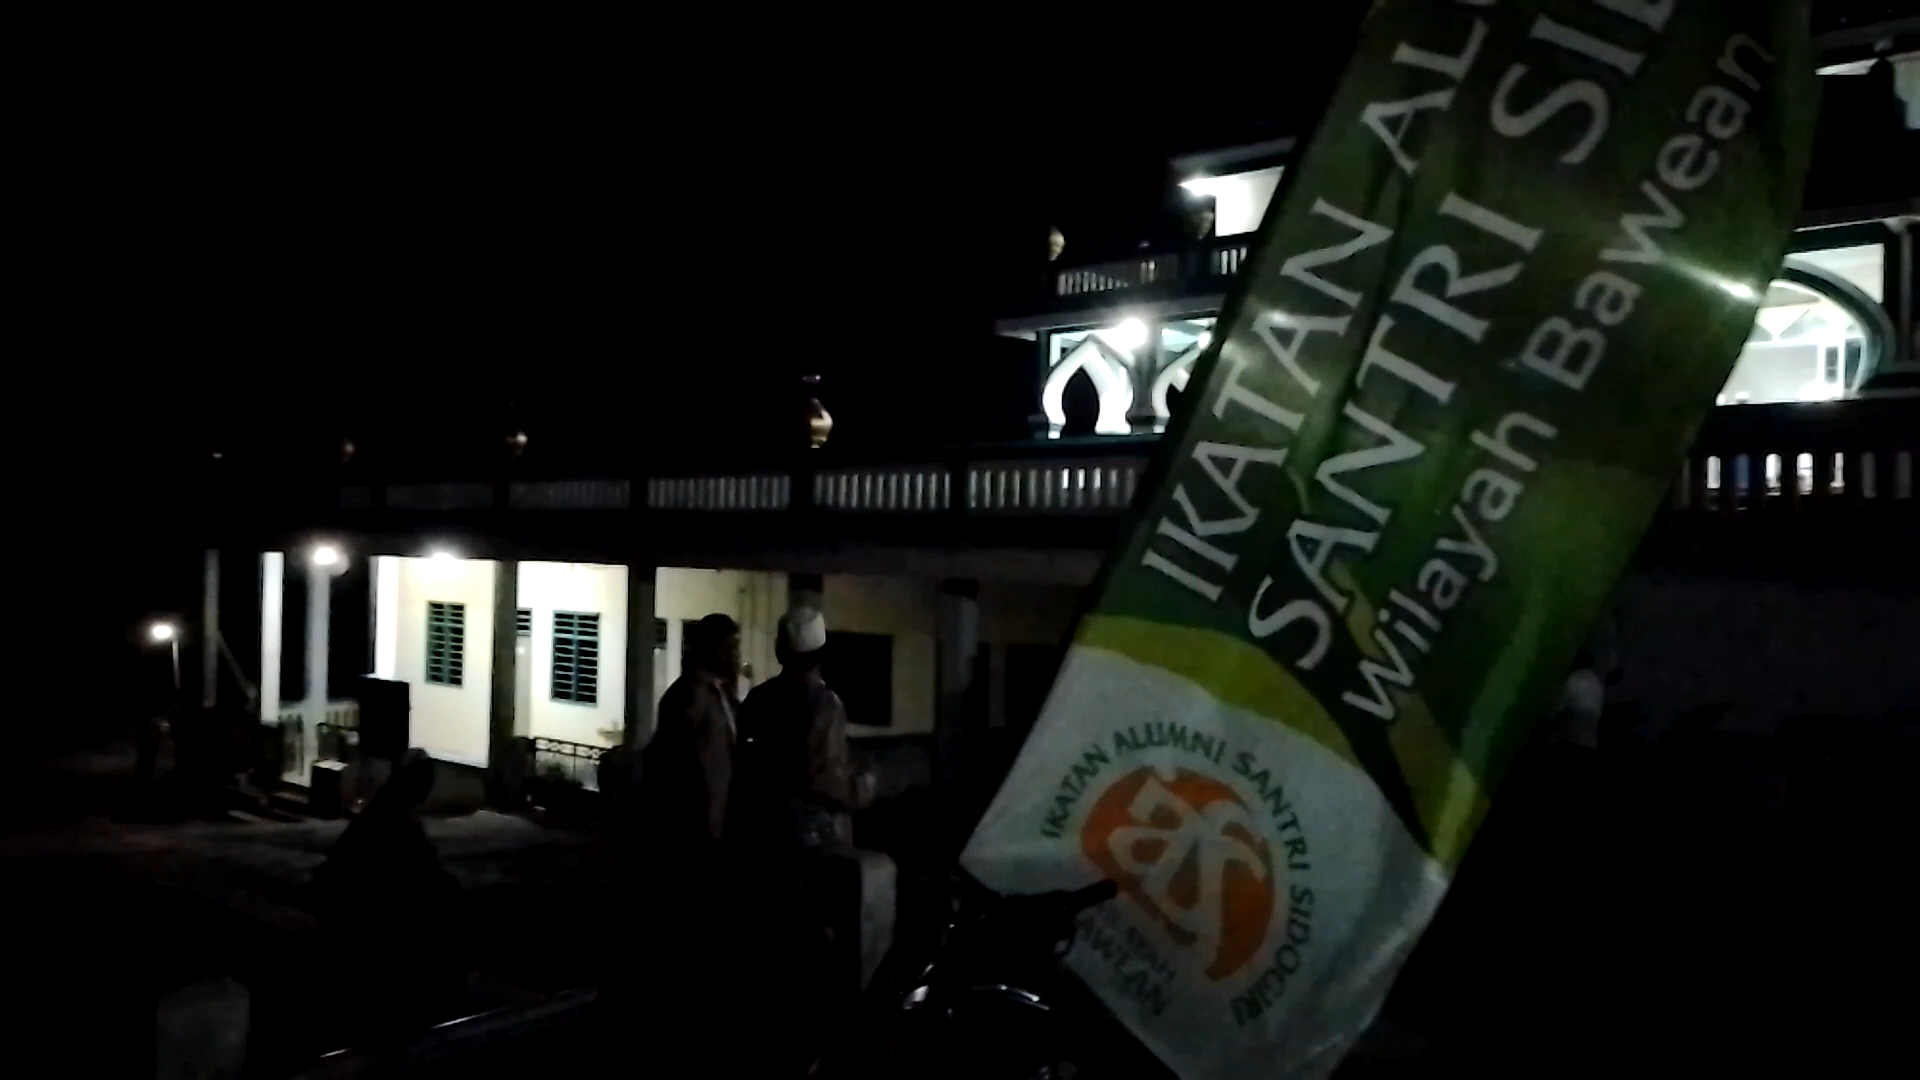 IKATAN AL
SANTRI SI
Wilayah Bawean
IKATAN ALUMNI SANTRI SIDOGIRI